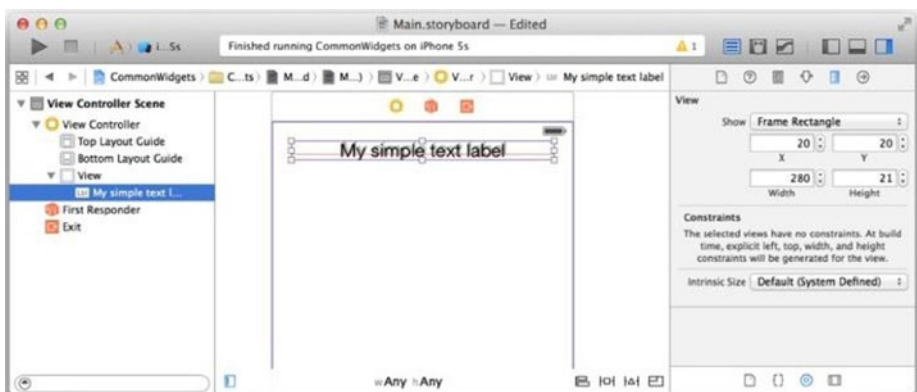 Main.storyboard — Edited
i...5s
Finished running CommonWidgets on iPhone 5s
1
CommonWidgets
C...ts
M...d
M...
V...e
V...r
View
My simple text label
View Controller Scene
View Controller
Top Layout Guide
Bottom Layout Guide
View
My simple text l...
First Responder
Exit
My simple text label
wAny hAny
View
Show Frame Rectangle
20 20
X Y
280 21
Width Height
Constraints
The selected views have no constraints. At build
time, explicit left, top, width, and height
constraints will be generated for the view.
Intrinsic Size Default (System Defined)